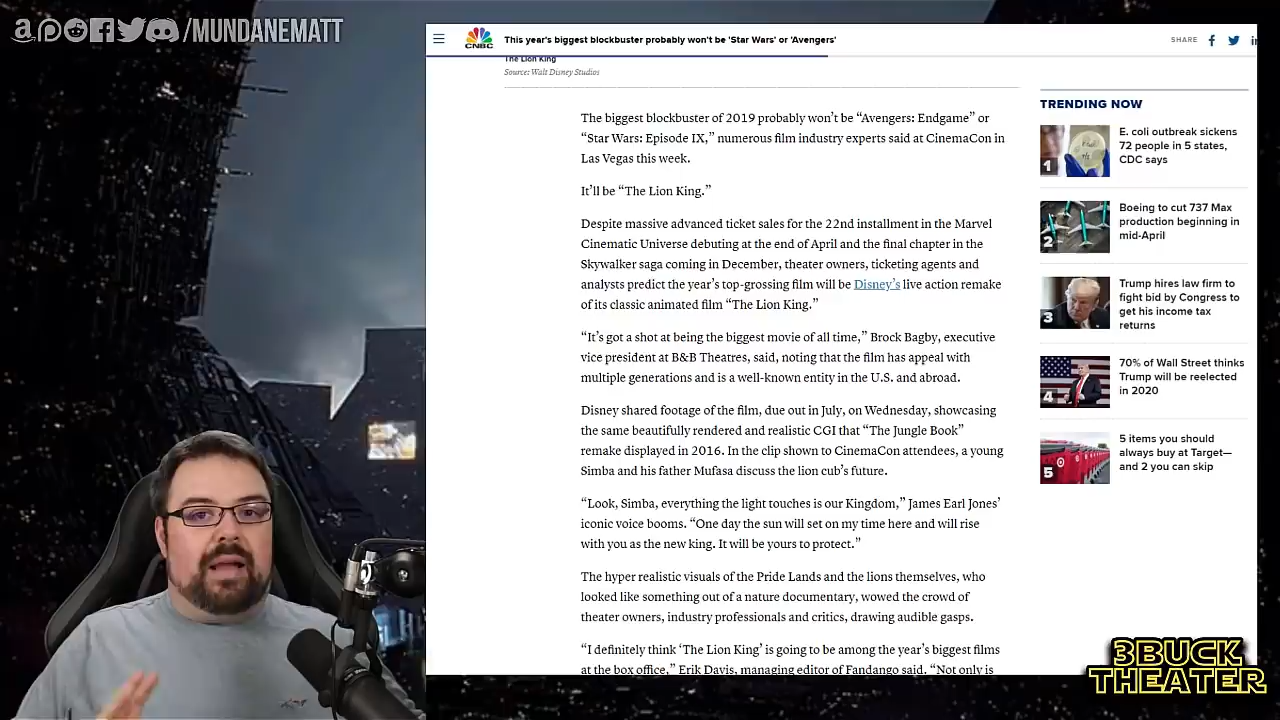 /MUNDANEMATT
CNBC
This year's biggest blockbuster probably won't be 'Star Wars' or 'Avengers'
SHARE
The Lion King
Source: Walt Disney Studios
The biggest blockbuster of 2019 probably won't be “Avengers: Endgame” or
“Star Wars: Episode IX,” numerous film industry experts said at CinemaCon in
Las Vegas this week.
It'll be “The Lion King.”
Despite massive advanced ticket sales for the 22nd installment in the Marvel
Cinematic Universe debuting at the end of April and the final chapter in the
Skywalker saga coming in December, theater owners, ticketing agents and
analysts predict the year's top-grossing film will be Disney's live action remake
of its classic animated film “The Lion King.”
“It's got a shot at being the biggest movie of all time,” Brock Bagby, executive
vice president at B&B Theatres, said, noting that the film has appeal with
multiple generations and is a well-known entity in the U.S. and abroad.
Disney shared footage of the film, due out in July, on Wednesday, showcasing
the same beautifully rendered and realistic CGI that “The Jungle Book”
remake displayed in 2016. In the clip shown to CinemaCon attendees, a young
Simba and his father Mufasa discuss the lion cub's future.
“Look, Simba, everything the light touches is our Kingdom,” James Earl Jones'
iconic voice booms. “One day the sun will set on my time here and will rise
with you as the new king. It will be yours to protect.”
The hyper realistic visuals of the Pride Lands and the lions themselves, who
looked like something out of a nature documentary, wowed the crowd of
theater owners, industry professionals and critics, drawing audible gasps.
“I definitely think ‘The Lion King’ is going to be among the year's biggest films
at the box office,” Erik Davis, managing editor of Fandango said. “Not only is
TRENDING NOW
1
E. coli outbreak sickens
72 people in 5 states,
CDC says
2
Boeing to cut 737 Max
production beginning in
mid-April
3
Trump hires law firm to
fight bid by Congress to
get his income tax
returns
4
70% of Wall Street thinks
Trump will be reelected
in 2020
5
5 items you should
always buy at Target—
and 2 you can skip
3BUCK
THEATER